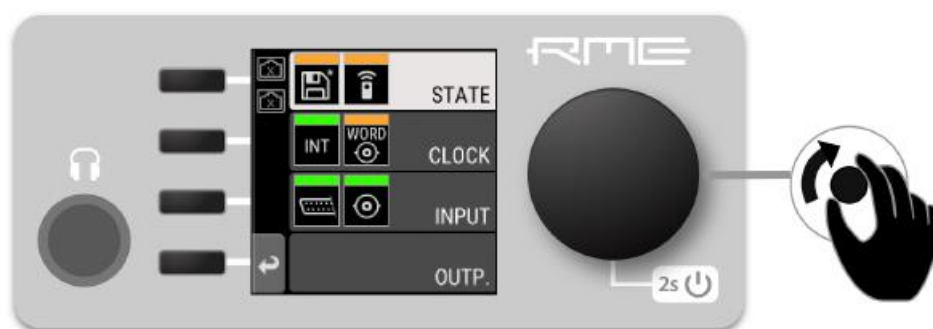 RME
STATE
WORD
INT
CLOCK
INPUT
OUTP.
2s